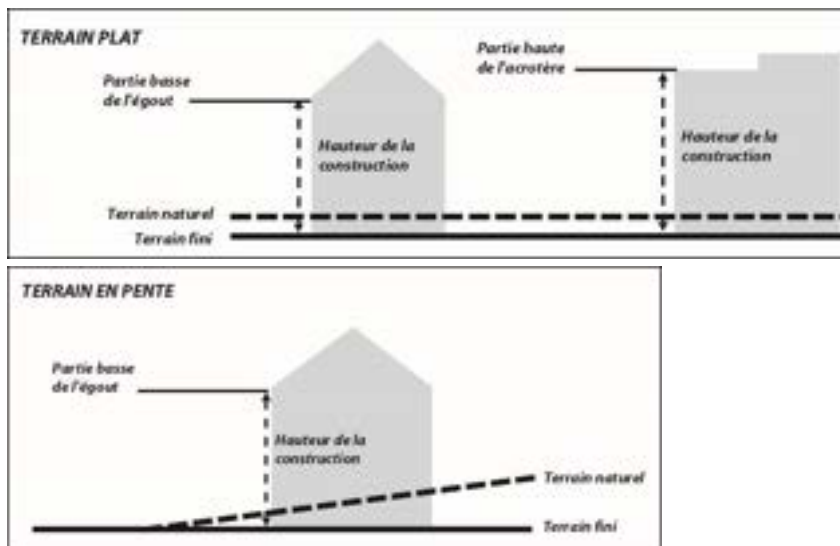 TERRAIN PLAT
Partie basse
de l'égout
Hauteur de la
construction
Partie haute
de l'acrotère
Hauteur de la
construction
Terrain naturel
Terrain fini
TERRAIN EN PENTE
Partie basse
de l'égout
Hauteur de la
construction
Terrain naturel
Terrain fini